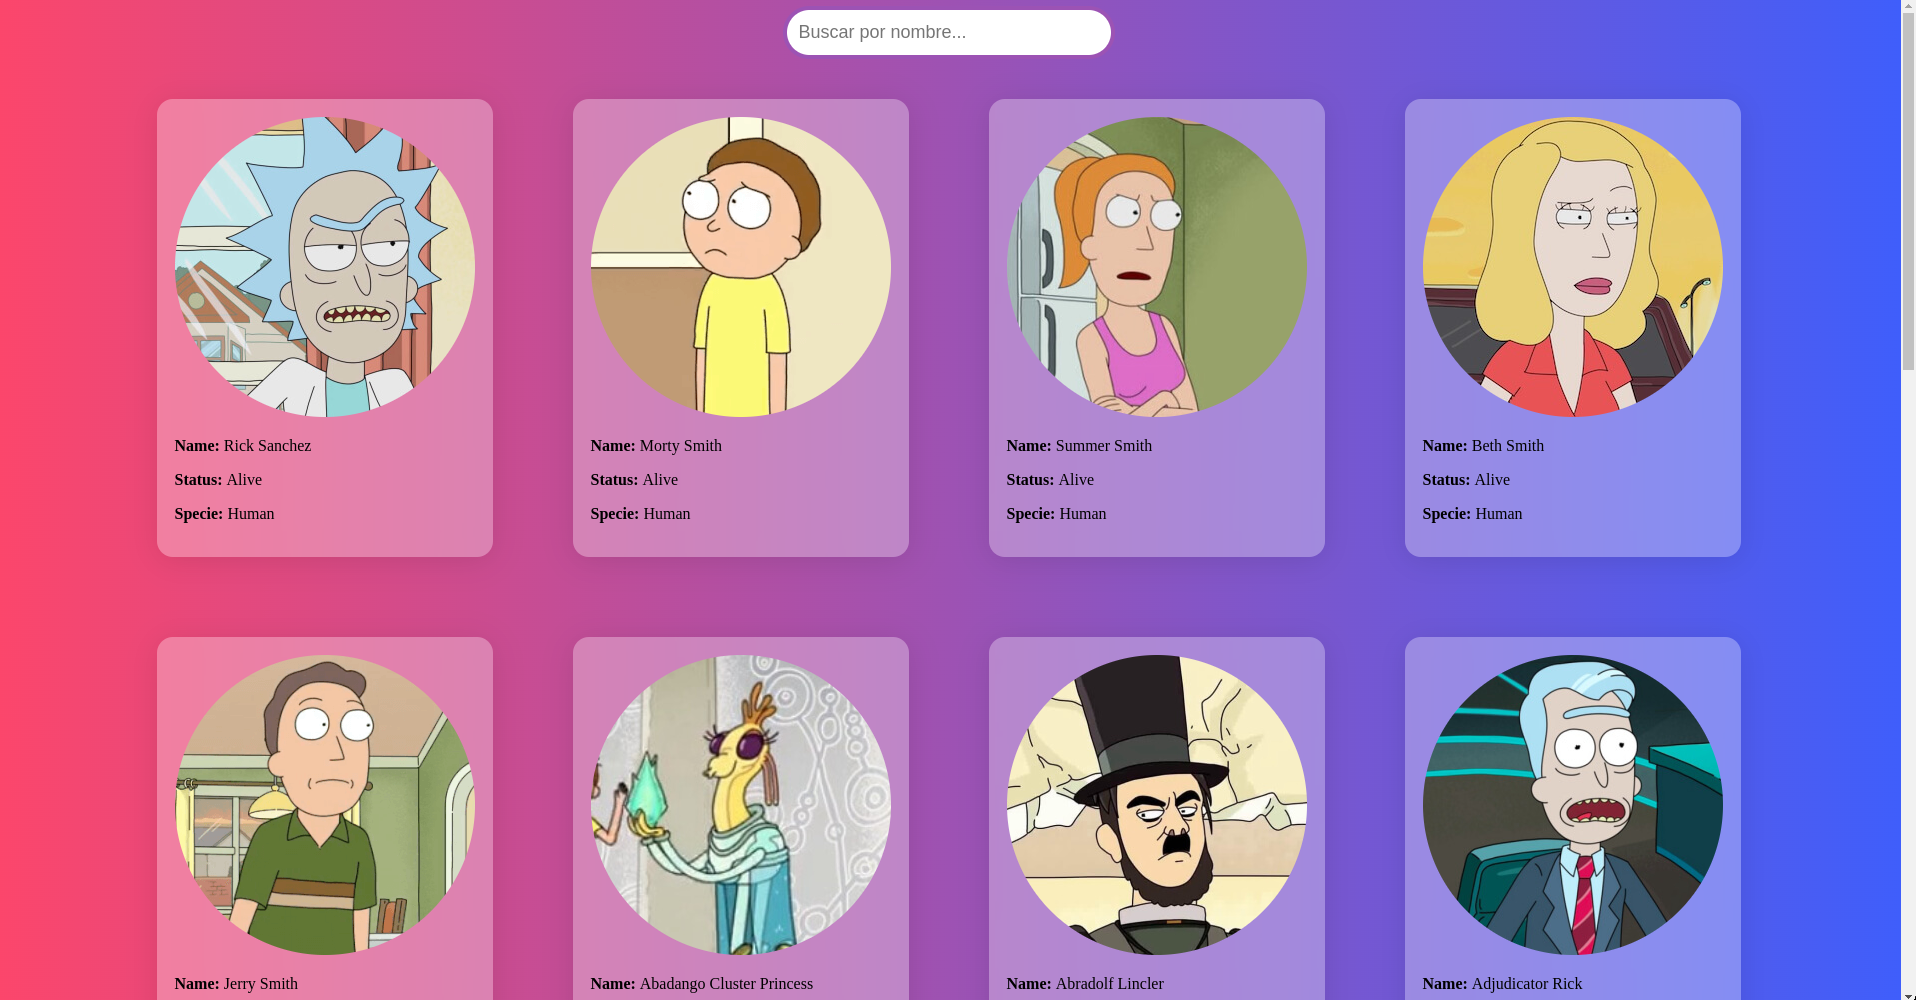 Buscar por nombre...
Name: Rick Sanchez
Status: Alive
Specie: Human
Name: Morty Smith
Status: Alive
Specie: Human
Name: Summer Smith
Status: Alive
Specie: Human
Name: Beth Smith
Status: Alive
Specie: Human
Name: Jerry Smith
Name: Abadango Cluster Princess
Name: Abradolf Lincler
Name: Adjudicator Rick